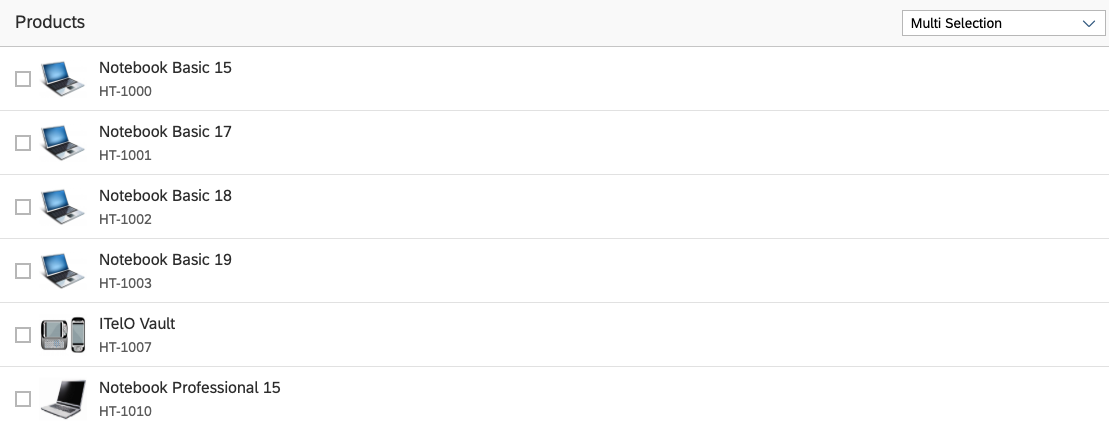 Products
Multi Selection
Notebook Basic 15
HT-1000
Notebook Basic 17
HT-1001
Notebook Basic 18
HT-1002
Notebook Basic 19
HT-1003
ITelO Vault
HT-1007
Notebook Professional 15
HT-1010